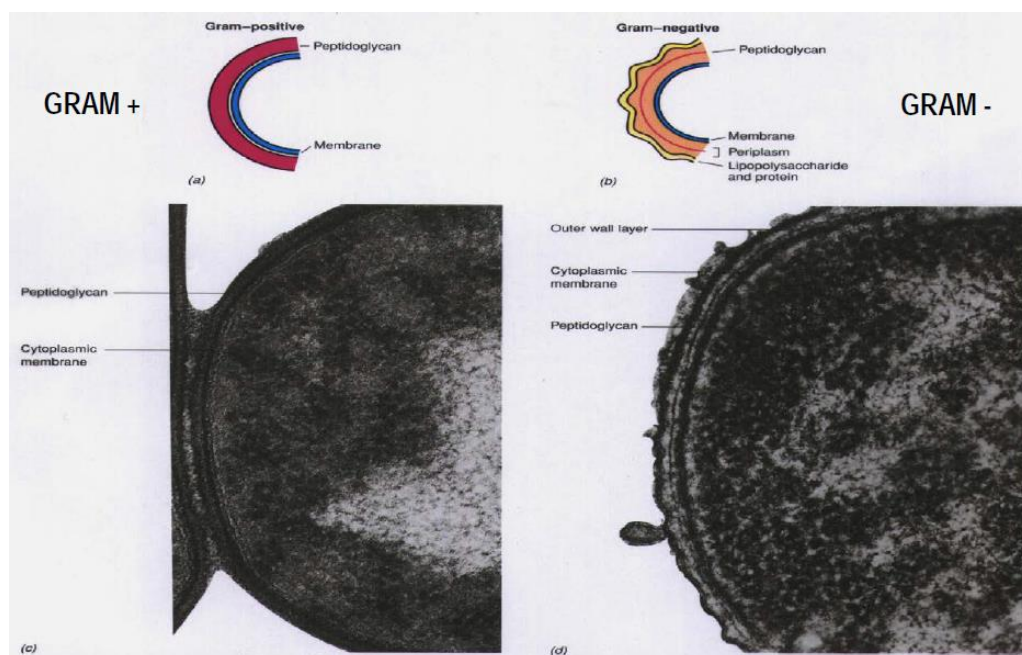 GRAM +
Gram–positive
Peptidoglycan
Membrane
(a)
Gram–negative
Peptidoglycan
Membrane
Periplasm
Lipopolysaccharide
and protein
(b)
GRAM -
Peptidoglycan
Cytoplasmic
membrane
(c)
Outer wall layer
Cytoplasmic
membrane
Peptidoglycan
(d)